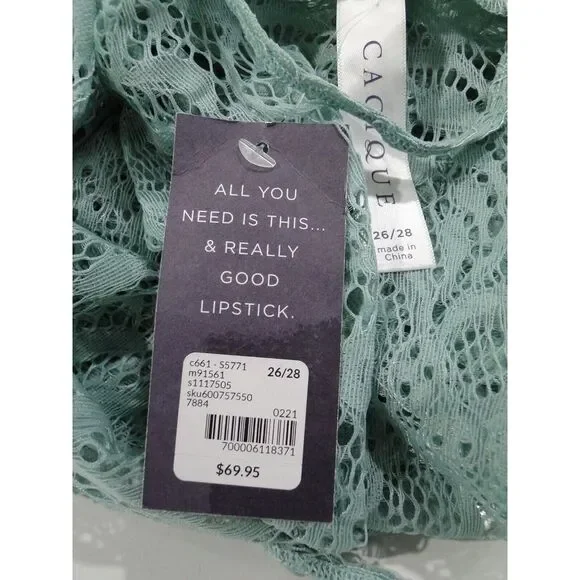 ALL YOU
NEED IS THIS...
& REALLY
GOOD
LIPSTICK.
c661 - S5771
m91561
s1117505
sku600757550
7884
26/28
0221
700006118371
$69.95
CACIQUE
26/28
made in
China